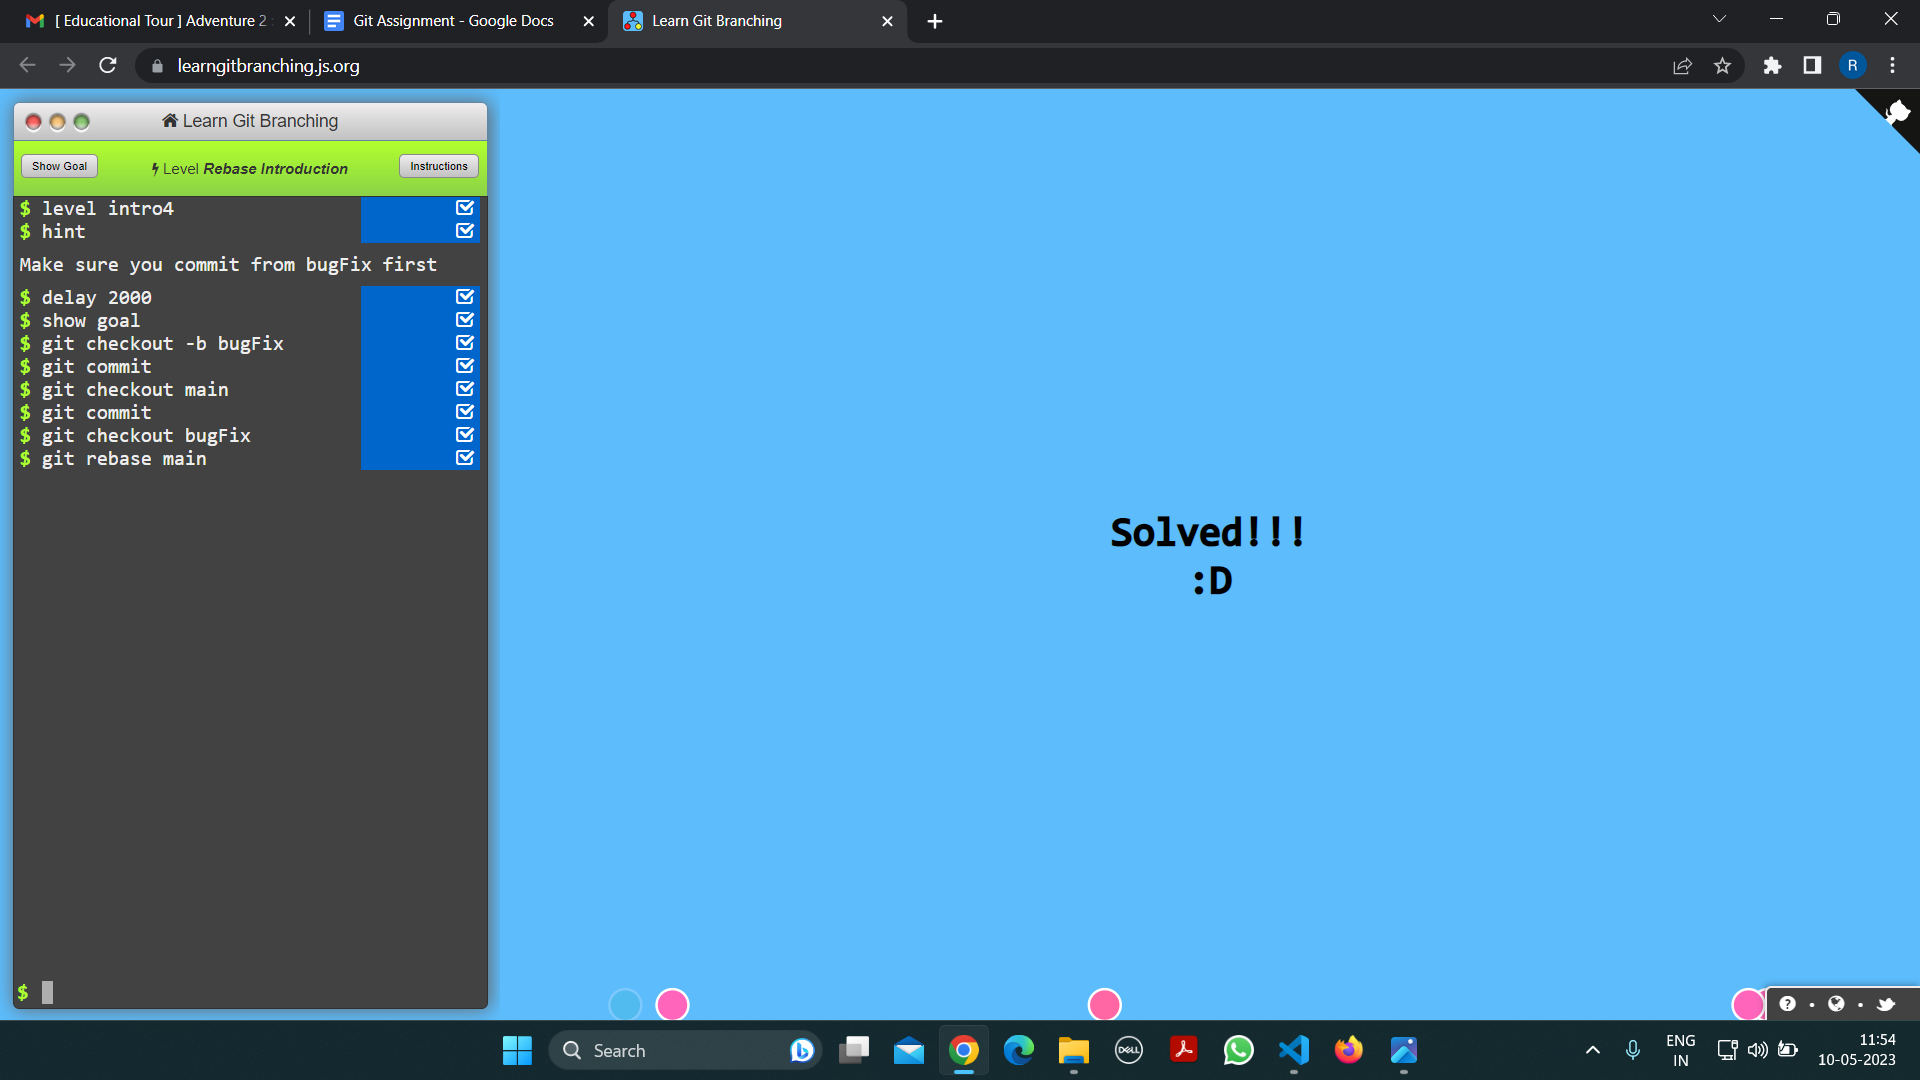 [ Educational Tour ] Adventure 2
Git Assignment - Google Docs
Learn Git Branching
learngitbranching.js.org
R
Learn Git Branching
Show Goal
Level Rebase Introduction
Instructions
$ level intro4
$ hint
Make sure you commit from bugFix first
$ delay 2000
$ show goal
$ git checkout -b bugFix
$ git commit
$ git checkout main
$ git commit
$ git checkout bugFix
$ git rebase main
$
Solved!!!
:D
Search
DELL
ENG
IN
11:54
10-05-2023